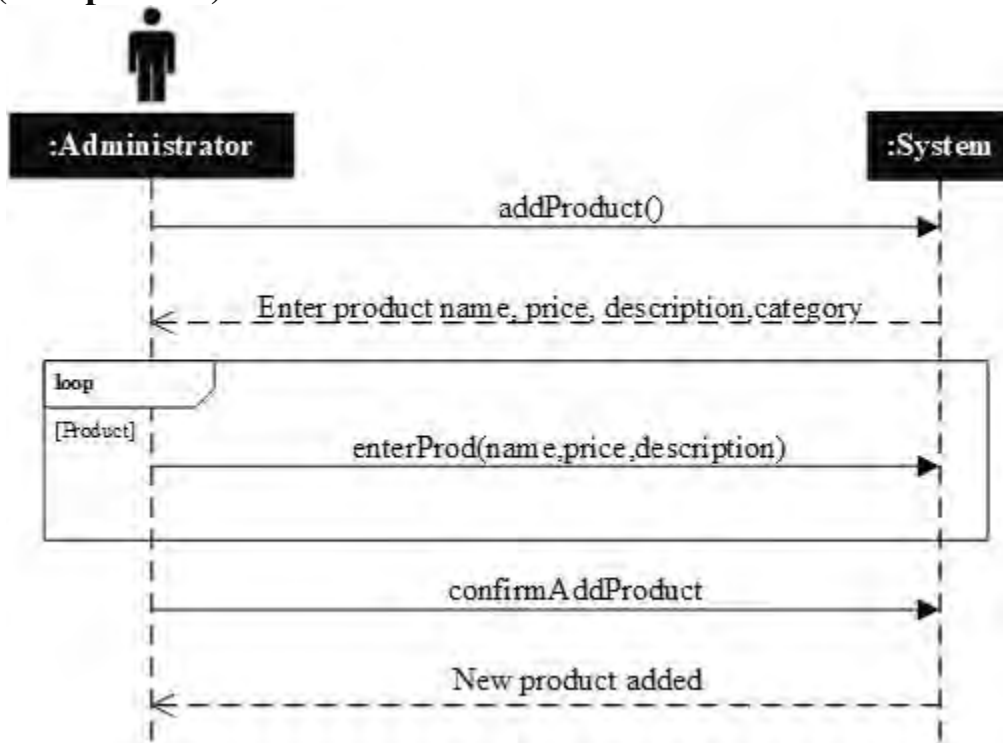 :Administrator
:System
addProduct()
Enter product name, price, description,category
loop
[Product]
enterProd(name,price,description)
confirmAddProduct
New product added